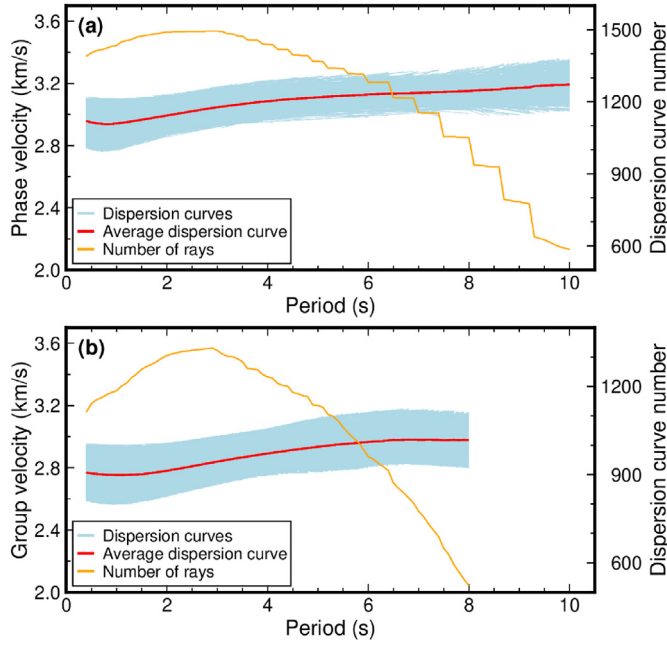 (a)
3.6
3.2
2.8
2.4
2.0
Phase velocity (km/s)
1500
1200
900
600
Dispersion curve number
Dispersion curves
Average dispersion curve
Number of rays
0 2 4 6 8 10
Period (s)
(b)
3.6
3.2
2.8
2.4
2.0
Group velocity (km/s)
1200
900
600
Dispersion curve number
Dispersion curves
Average dispersion curve
Number of rays
0 2 4 6 8 10
Period (s)